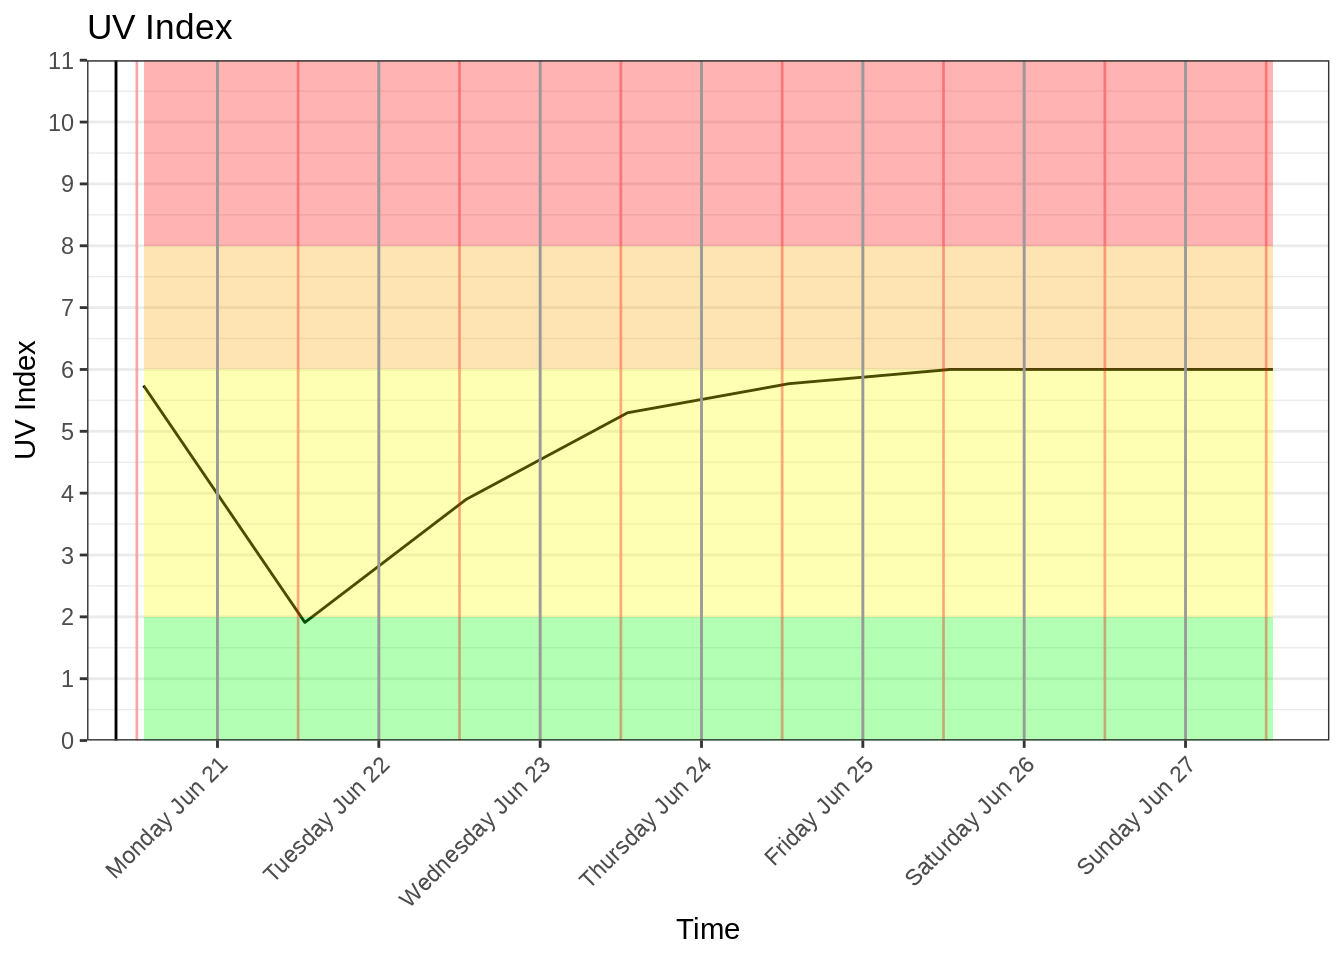 UV Index
11
10
9
8
7
6
5
4
3
2
1
0
UV Index
Monday Jun 21
Tuesday Jun 22
Wednesday Jun 23
Thursday Jun 24
Friday Jun 25
Saturday Jun 26
Sunday Jun 27
Time